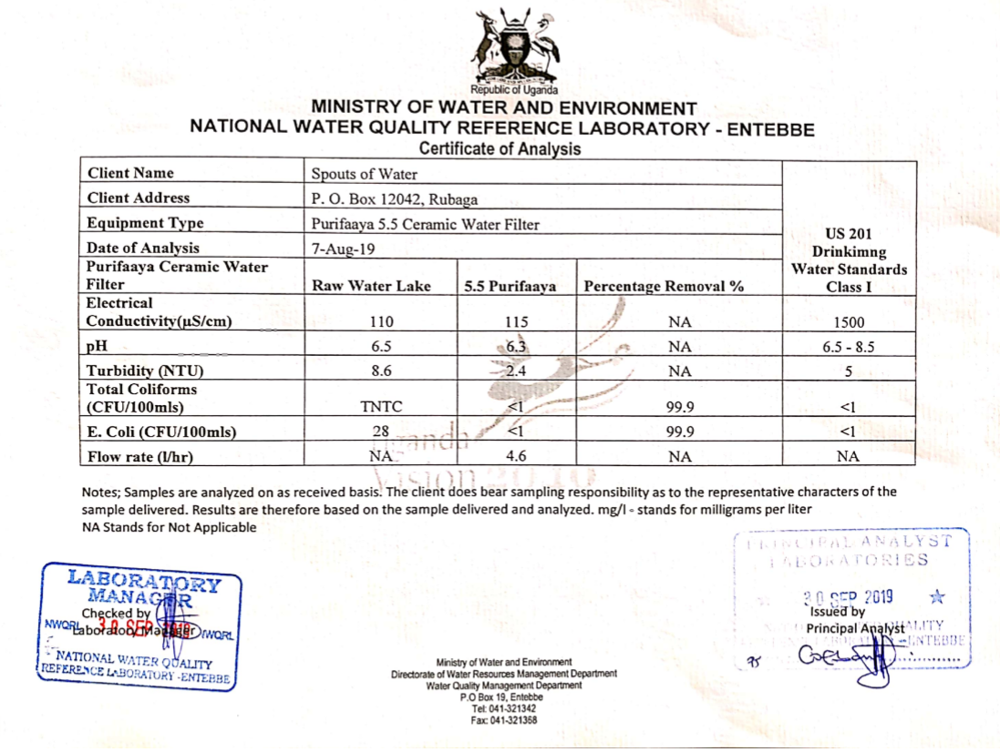 Republic of Uganda
MINISTRY OF WATER AND ENVIRONMENT
NATIONAL WATER QUALITY REFERENCE LABORATORY - ENTEBBE
Certificate of Analysis
Client Name Spouts of Water
Client Address P. O. Box 12042, Rubaga
Equipment Type Purifaaya 5.5 Ceramic Water Filter
Date of Analysis 7-Aug-19
US 201
Drinkimng
Water Standards
Class I
Purifaaya Ceramic Water
Filter Raw Water Lake 5.5 Purifaaya Percentage Removal %
Electrical
Conductivity(µS/cm) 110 115 NA 1500
pH 6.5 6.3 NA 6.5 - 8.5
Turbidity (NTU) 8.6 2.4 NA 5
Total Coliforms
(CFU/100mls) TNTC <1 99.9 <1
E. Coli (CFU/100mls) 28 <1 99.9 <1
Flow rate (l/hr) NA 4.6 NA NA
Uganda
Vision 2040
Notes; Samples are analyzed on as received basis. The client does bear sampling responsibility as to the representative characters of the
sample delivered. Results are therefore based on the sample delivered and analyzed. mg/l - stands for milligrams per liter
NA Stands for Not Applicable
LABORATORY
MANAGER
Checked by
NWQRL 30 SEP 2019 NWQRL
Laboratory Manager
NATIONAL WATER QUALITY
REFERENCE LABORATORY -ENTEBBE
PRINCIPAL ANALYST
LABORATORIES
30 SEP 2019
Issued by
Principal Analyst
QUALITY
-ENTEBBE
Ministry of Water and Environment
Directorate of Water Resources Management Department
Water Quality Management Department
P.O Box 19, Entebbe
Tel: 041-321342
Fax: 041-321368